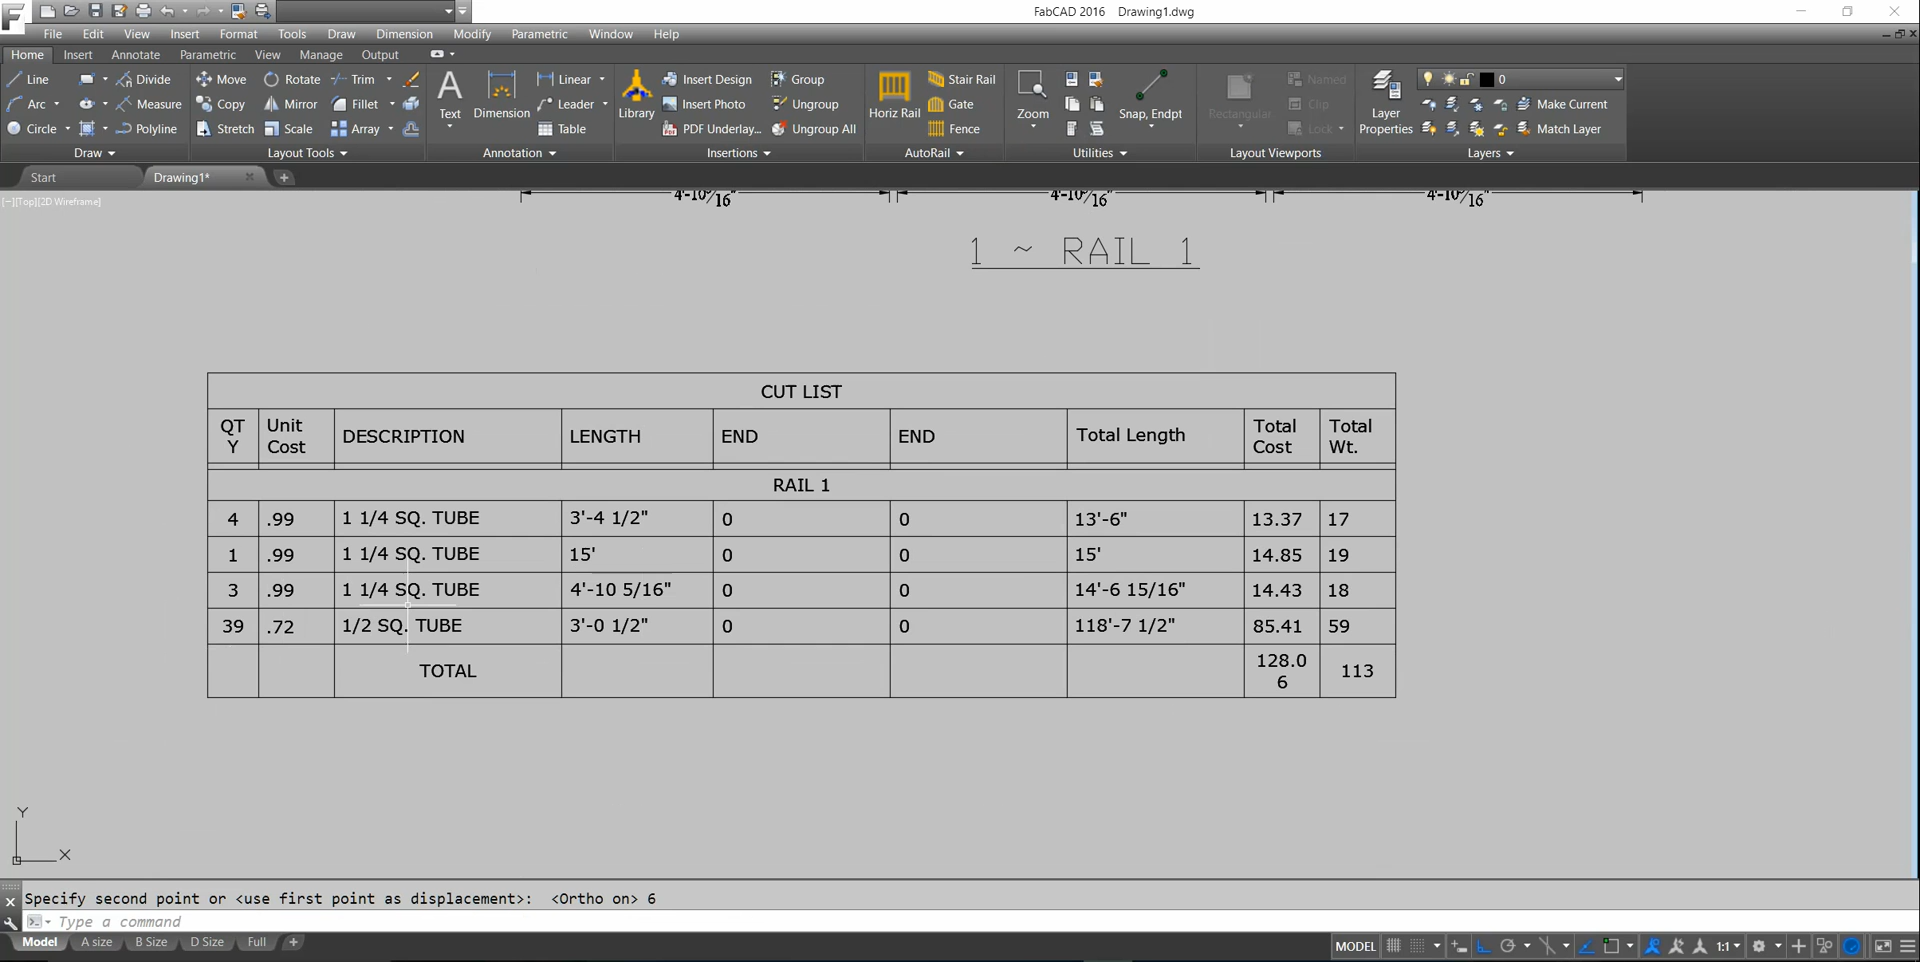 FabCAD 2016 Drawing1.dwg
File Edit View Insert Format Tools Draw Dimension Modify Parametric Window Help
Home Insert Annotate Parametric View Manage Output
Line Divide Move Rotate Trim Linear Insert Design Group Stair Rail Named 0
Arc Measure Copy Mirror Fillet Leader Insert Photo Ungroup Gate Clip Make Current
Text Dimension Library Horiz Rail Zoom Snap, Endpt Rectangular Layer Properties
Circle Polyline Stretch Scale Array Table PDF Underlay... Ungroup All Fence Lock Match Layer
Draw Layout Tools Annotation Insertions AutoRail Utilities Layout Viewports Layers
Start Drawing1*
[−][Top][2D Wireframe]
1 ~ RAIL 1
CUT LIST
QTY Unit Cost DESCRIPTION LENGTH END END Total Length Total Cost Total Wt.
RAIL 1
4 .99 1 1/4 SQ. TUBE 3'-4 1/2" 0 0 13'-6" 13.37 17
1 .99 1 1/4 SQ. TUBE 15' 0 0 15' 14.85 19
3 .99 1 1/4 SQ. TUBE 4'-10 5/16" 0 0 14'-6 15/16" 14.43 18
39 .72 1/2 SQ. TUBE 3'-0 1/2" 0 0 118'-7 1/2" 85.41 59
TOTAL 128.06 113
Y
X
Specify second point or <use first point as displacement>: <Ortho on> 6
Type a command
Model A size B Size D Size Full
MODEL 1:1